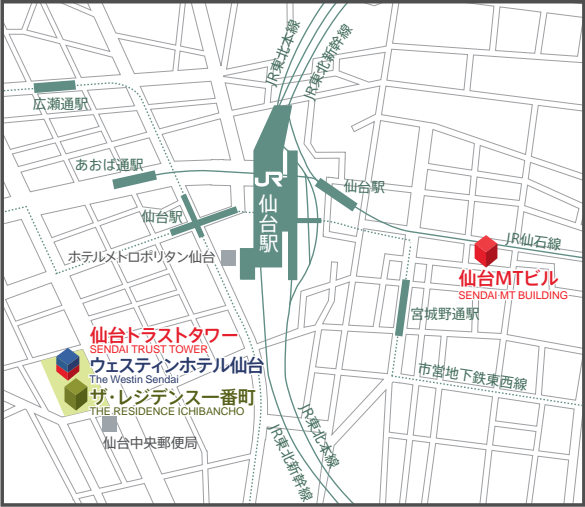 JR東北本線
JR東北新幹線
広瀬通駅
あおば通駅
JR
仙台駅
仙台駅
仙台駅
JR仙石線
ホテルメトロポリタン仙台
仙台MTビル
SENDAI MT BUILDING
宮城野通駅
仙台トラストタワー
SENDAI TRUST TOWER
ウェスティンホテル仙台
The Westin Sendai
ザ・レジデンス一番町
THE RESIDENCE ICHIBANCHO
市営地下鉄東西線
仙台中央郵便局
JR東北本線
JR東北新幹線